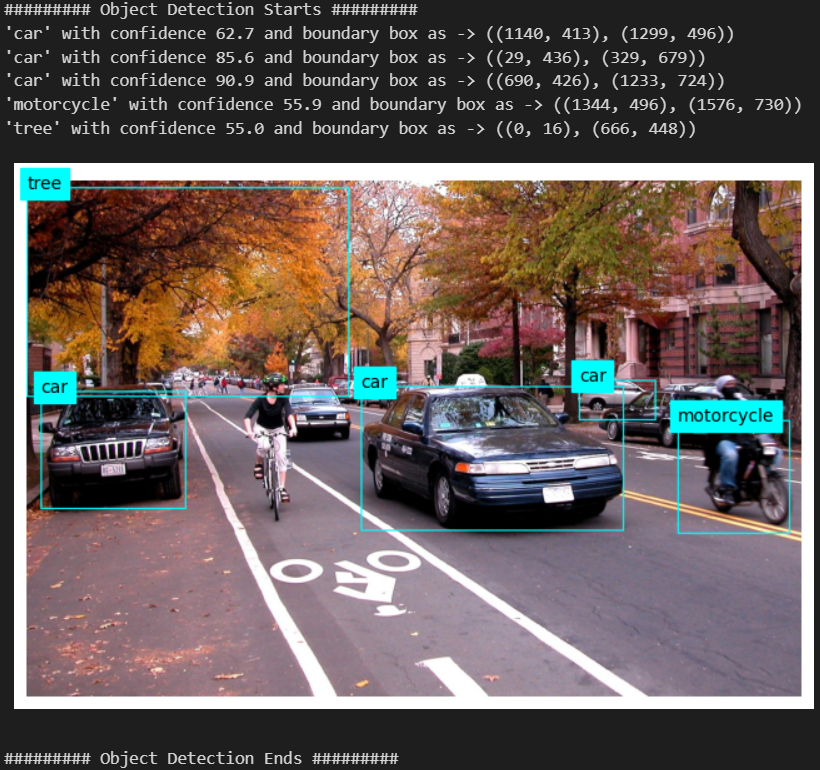 ######### Object Detection Starts #########
'car' with confidence 62.7 and boundary box as -> ((1140, 413), (1299, 496))
'car' with confidence 85.6 and boundary box as -> ((29, 436), (329, 679))
'car' with confidence 90.9 and boundary box as -> ((690, 426), (1233, 724))
'motorcycle' with confidence 55.9 and boundary box as -> ((1344, 496), (1576, 730))
'tree' with confidence 55.0 and boundary box as -> ((0, 16), (666, 448))
tree
car
car
car
motorcycle
######### Object Detection Ends #########